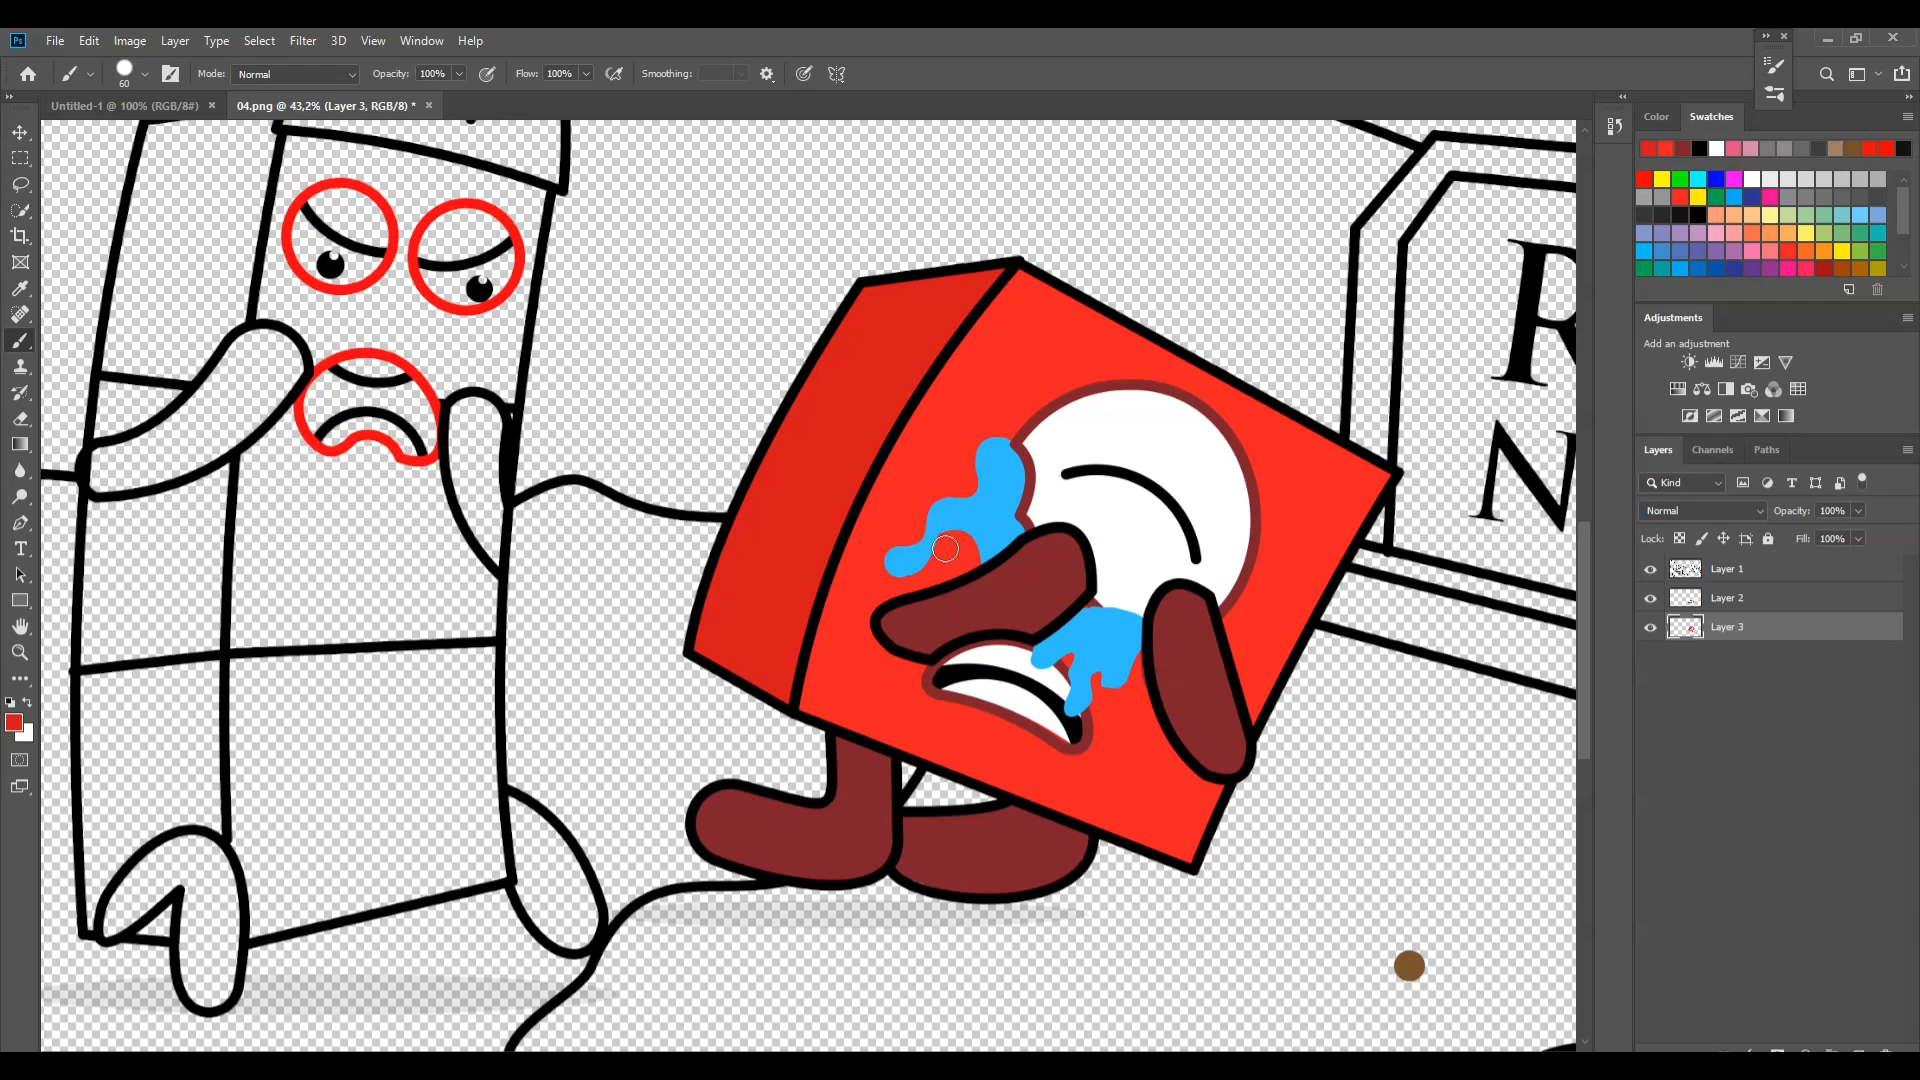 Ps File Edit Image Layer Type Select Filter 3D View Window Help
60 Mode: Normal Opacity: 100% Flow: 100% Smoothing:
Untitled-1 @ 100% (RGB/8#) × 04.png @ 43,2% (Layer 3, RGB/8) * ×
Color Swatches
Adjustments
Add an adjustment
Layers Channels Paths
Kind
Normal Opacity: 100%
Lock: Fill: 100%
Layer 1
Layer 2
Layer 3
R
N